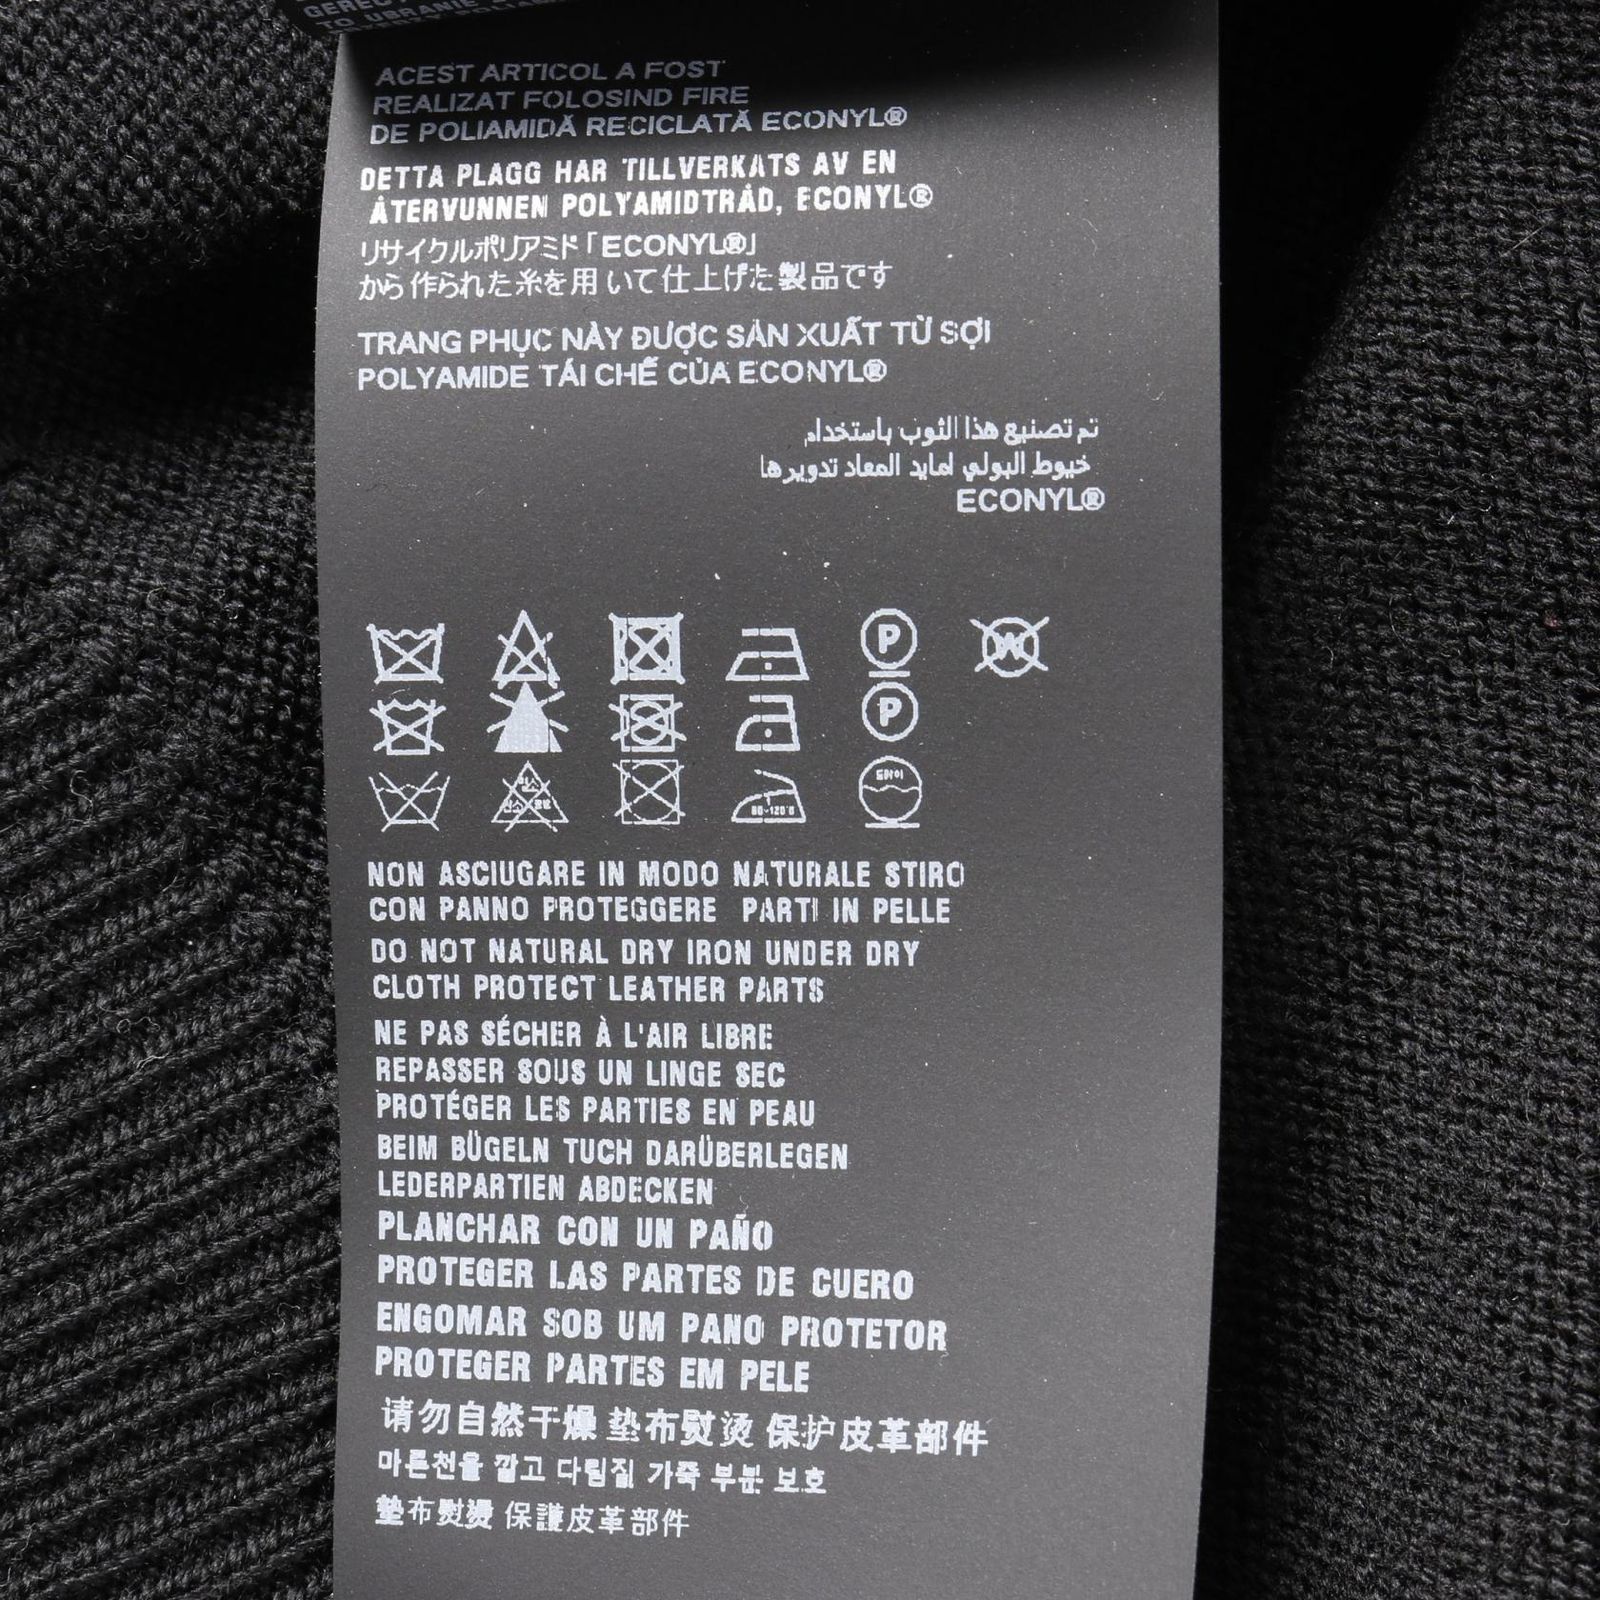 GEREC
TO UBRANIE
ACEST ARTICOL A FOST
REALIZAT FOLOSIND FIRE
DE POLIAMIDĂ RECICLATĂ ECONYL®
DETTA PLAGG HAR TILLVERKATS AV EN
ÅTERVUNNEN POLYAMIDTRÅD, ECONYL®
リサイクルポリアミド「ECONYL®」
から作られた糸を用いて仕上げた製品です
TRANG PHỤC NÀY ĐƯỢC SẢN XUẤT TỪ SỢI
POLYAMIDE TÁI CHẾ CỦA ECONYL®
تم تصنيع هذا الثوب باستخدام
خيوط البولي امايد المعاد تدويرها
ECONYL®
P W
P
드라이
80~120°C
NON ASCIUGARE IN MODO NATURALE STIRO
CON PANNO PROTEGGERE PARTI IN PELLE
DO NOT NATURAL DRY IRON UNDER DRY
CLOTH PROTECT LEATHER PARTS
NE PAS SÉCHER À L'AIR LIBRE
REPASSER SOUS UN LINGE SEC
PROTÉGER LES PARTIES EN PEAU
BEIM BÜGELN TUCH DARÜBERLEGEN
LEDERPARTIEN ABDECKEN
PLANCHAR CON UN PAÑO
PROTEGER LAS PARTES DE CUERO
ENGOMAR SOB UM PANO PROTETOR
PROTEGER PARTES EM PELE
请勿自然干燥 垫布熨烫 保护皮革部件
마른천을 깔고 다림질 가죽 부분 보호
墊布熨燙 保護皮革部件